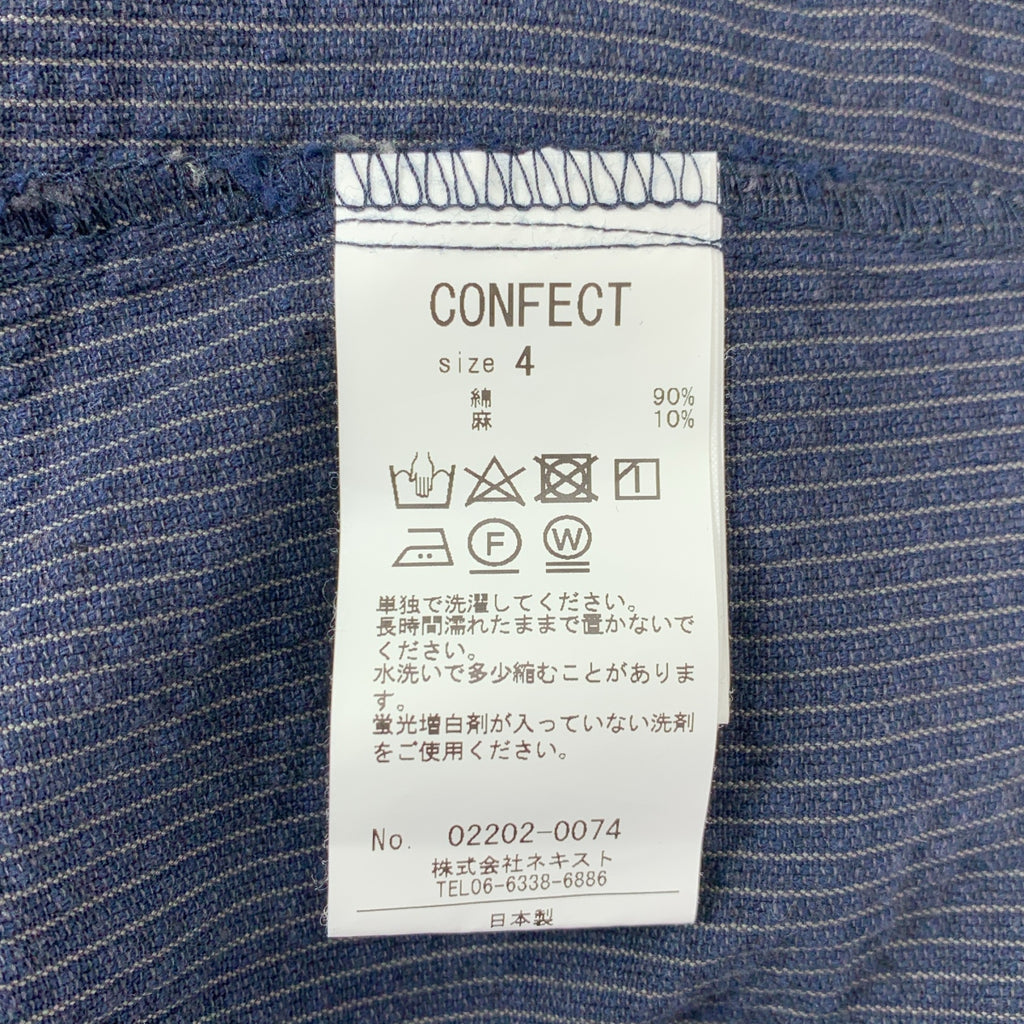 CONFECT
size 4
綿 90%
麻 10%
F W
単独で洗濯してください。
長時間濡れたままで置かないで
ください。
水洗いで多少縮むことがありま
す。
蛍光増白剤が入っていない洗剤
をご使用ください。
No. 02202-0074
株式会社ネキスト
TEL06-6338-6886
日本製